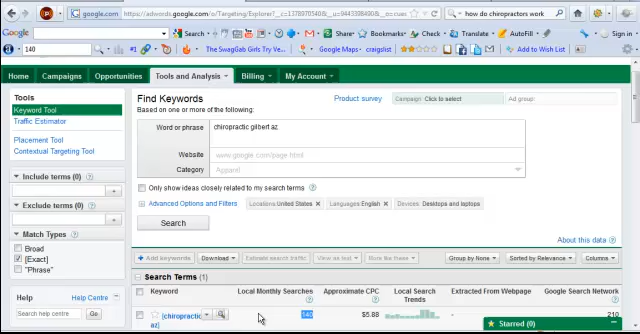 google.com https://adwords.google.com/o/Targeting/Explorer?
how do chiropractors work
Search
Share
Check
Translate
AutoFill
Sign in
140
The SwagGab Girls Try Ve...
Google Maps
craigslist
Add to Wish List
Home
Campaigns
Opportunities
Tools and Analysis
Billing
My Account
Tools
Keyword Tool
Traffic Estimator
Placement Tool
Contextual Targeting Tool
Include terms (0)
Exclude terms (0)
Match Types
Broad
[Exact]
"Phrase"
Help
Help Centre
Search help centre
Go
Find Keywords
Based on one or more of the following:
Product survey
Campaign: Click to select
Ad group:
Word or phrase
chiropractic gilbert az
Website
www.google.com/page.html
Category
Apparel
Only show ideas closely related to my search terms
Advanced Options and Filters
Locations: United States
Languages: English
Devices: Desktops and laptops
Search
About this data
Add keywords
Download
Estimate search traffic
View as text
More like these
Group by None
Sorted by Relevance
Columns
Search Terms (1)
Keyword
Local Monthly Searches
Approximate CPC
Local Search Trends
Extracted From Webpage
Google Search Network
[chiropractic
az]
140
$5.88
-
210
Starred (0)